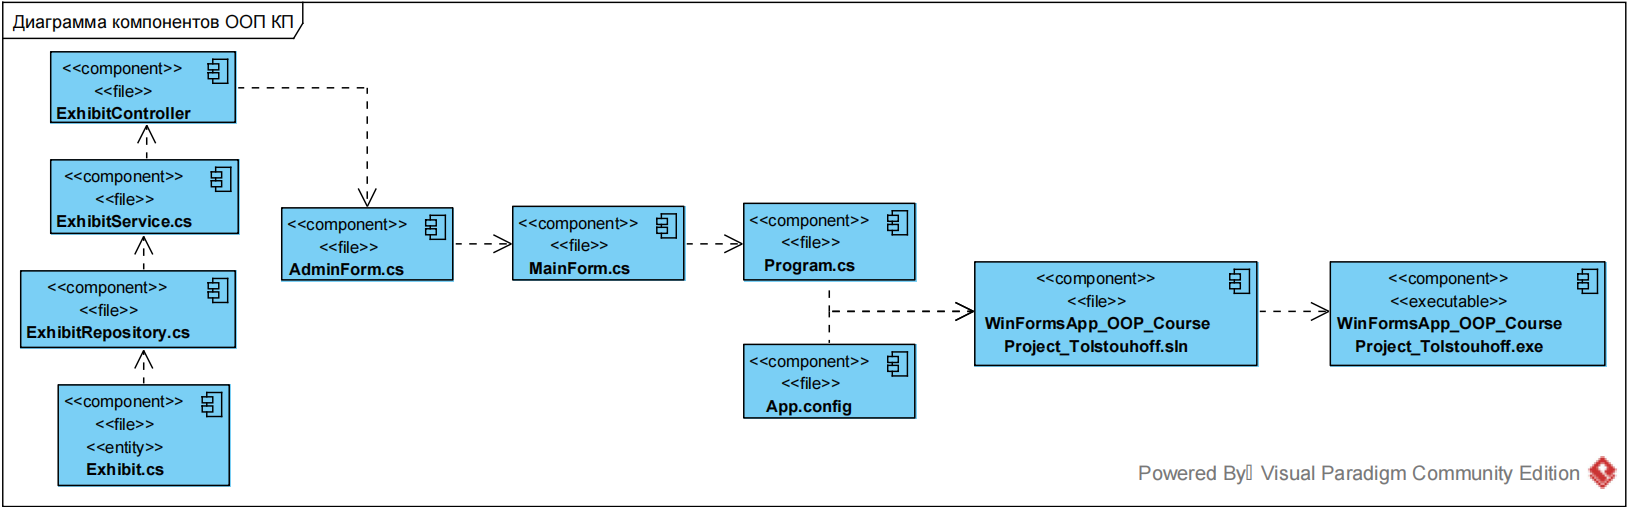 Диаграмма компонентов ООП КП
<<component>>
<<file>>
ExhibitController
<<component>>
<<file>>
ExhibitService.cs
<<component>>
<<file>>
ExhibitRepository.cs
<<component>>
<<file>>
<<entity>>
Exhibit.cs
<<component>>
<<file>>
AdminForm.cs
<<component>>
<<file>>
MainForm.cs
<<component>>
<<file>>
Program.cs
<<component>>
<<file>>
App.config
<<component>>
<<file>>
WinFormsApp_OOP_Course
Project_Tolstouhoff.sln
<<component>>
<<executable>>
WinFormsApp_OOP_Course
Project_Tolstouhoff.exe
Powered By Visual Paradigm Community Edition